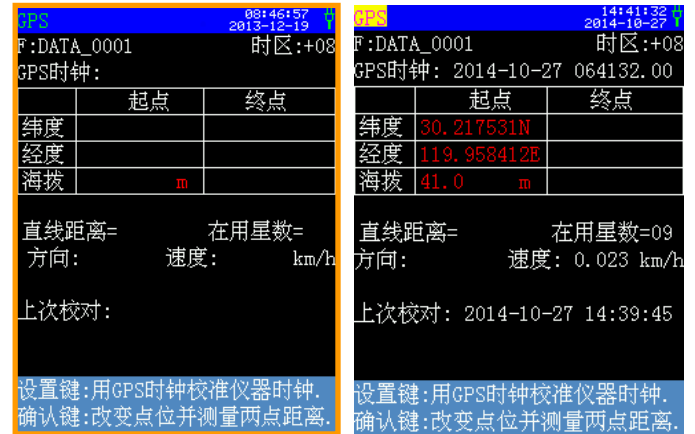 GPS 08:46:57
2013-12-19
F:DATA_0001 时区:+08
GPS时钟:
起点 终点
纬度
经度
海拨 m
直线距离= 在用星数=
方向: 速度: km/h
上次校对:
设置键:用GPS时钟校准仪器时钟.
确认键:改变点位并测量两点距离.
GPS 14:41:32
2014-10-27
F:DATA_0001 时区:+08
GPS时钟: 2014-10-27 064132.00
起点 终点
纬度 30.217531N
经度 119.958412E
海拨 41.0 m
直线距离= 在用星数=09
方向: 速度: 0.023 km/h
上次校对: 2014-10-27 14:39:45
设置键:用GPS时钟校准仪器时钟.
确认键:改变点位并测量两点距离.